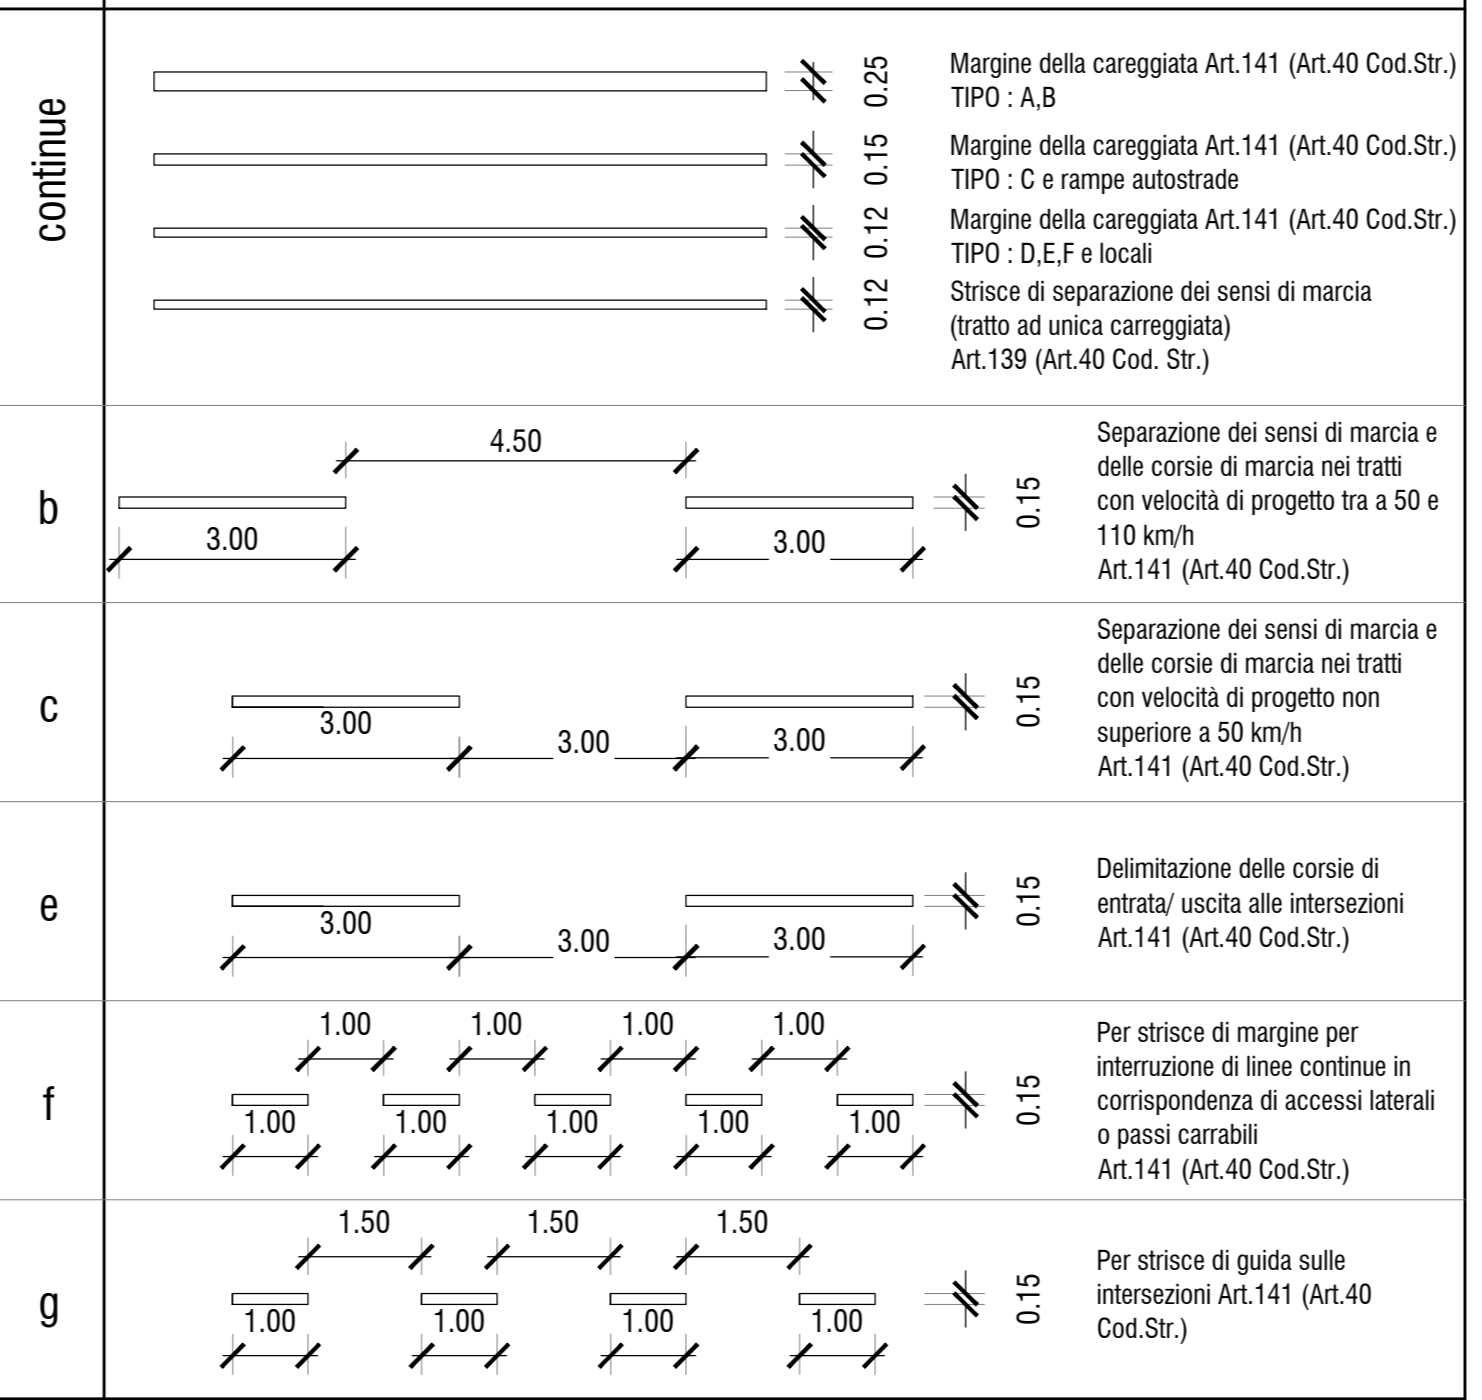 continue
0.25
Margine della careggiata Art.141 (Art.40 Cod.Str.)
TIPO : A,B
0.15
Margine della careggiata Art.141 (Art.40 Cod.Str.)
TIPO : C e rampe autostrade
0.12
Margine della careggiata Art.141 (Art.40 Cod.Str.)
TIPO : D,E,F e locali
0.12
Strisce di separazione dei sensi di marcia
(tratto ad unica carreggiata)
Art.139 (Art.40 Cod. Str.)
b
4.50
3.00
3.00
0.15
Separazione dei sensi di marcia e
delle corsie di marcia nei tratti
con velocità di progetto tra a 50 e
110 km/h
Art.141 (Art.40 Cod.Str.)
c
3.00
3.00
3.00
0.15
Separazione dei sensi di marcia e
delle corsie di marcia nei tratti
con velocità di progetto non
superiore a 50 km/h
Art.141 (Art.40 Cod.Str.)
e
3.00
3.00
3.00
0.15
Delimitazione delle corsie di
entrata/ uscita alle intersezioni
Art.141 (Art.40 Cod.Str.)
f
1.00 1.00 1.00 1.00
1.00 1.00 1.00 1.00 1.00
0.15
Per strisce di margine per
interruzione di linee continue in
corrispondenza di accessi laterali
o passi carrabili
Art.141 (Art.40 Cod.Str.)
g
1.50 1.50 1.50
1.00 1.00 1.00 1.00
0.15
Per strisce di guida sulle
intersezioni Art.141 (Art.40
Cod.Str.)